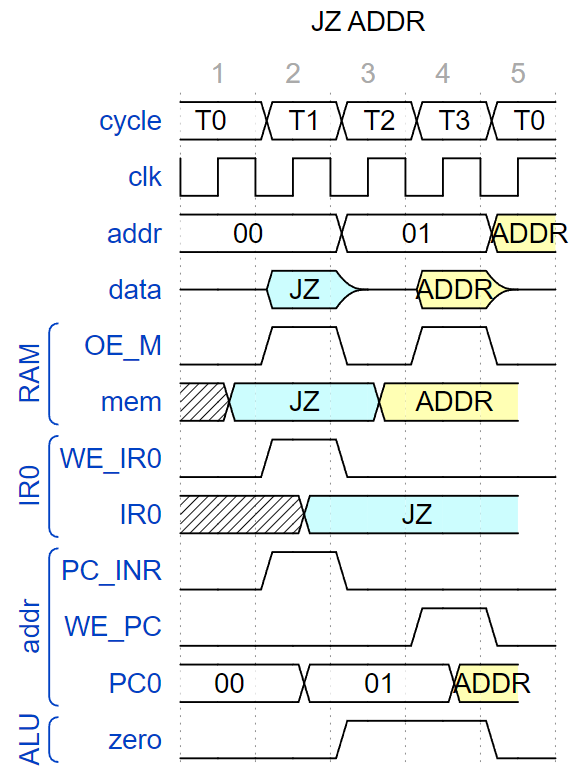 JZ ADDR
1 2 3 4 5
cycle T0 T1 T2 T3 T0
clk
addr 00 01 ADDR
data JZ ADDR
RAM
OE_M
mem JZ ADDR
IR0
WE_IR0
IR0 JZ
addr
PC_INR
WE_PC
PC0 00 01 ADDR
ALU
zero